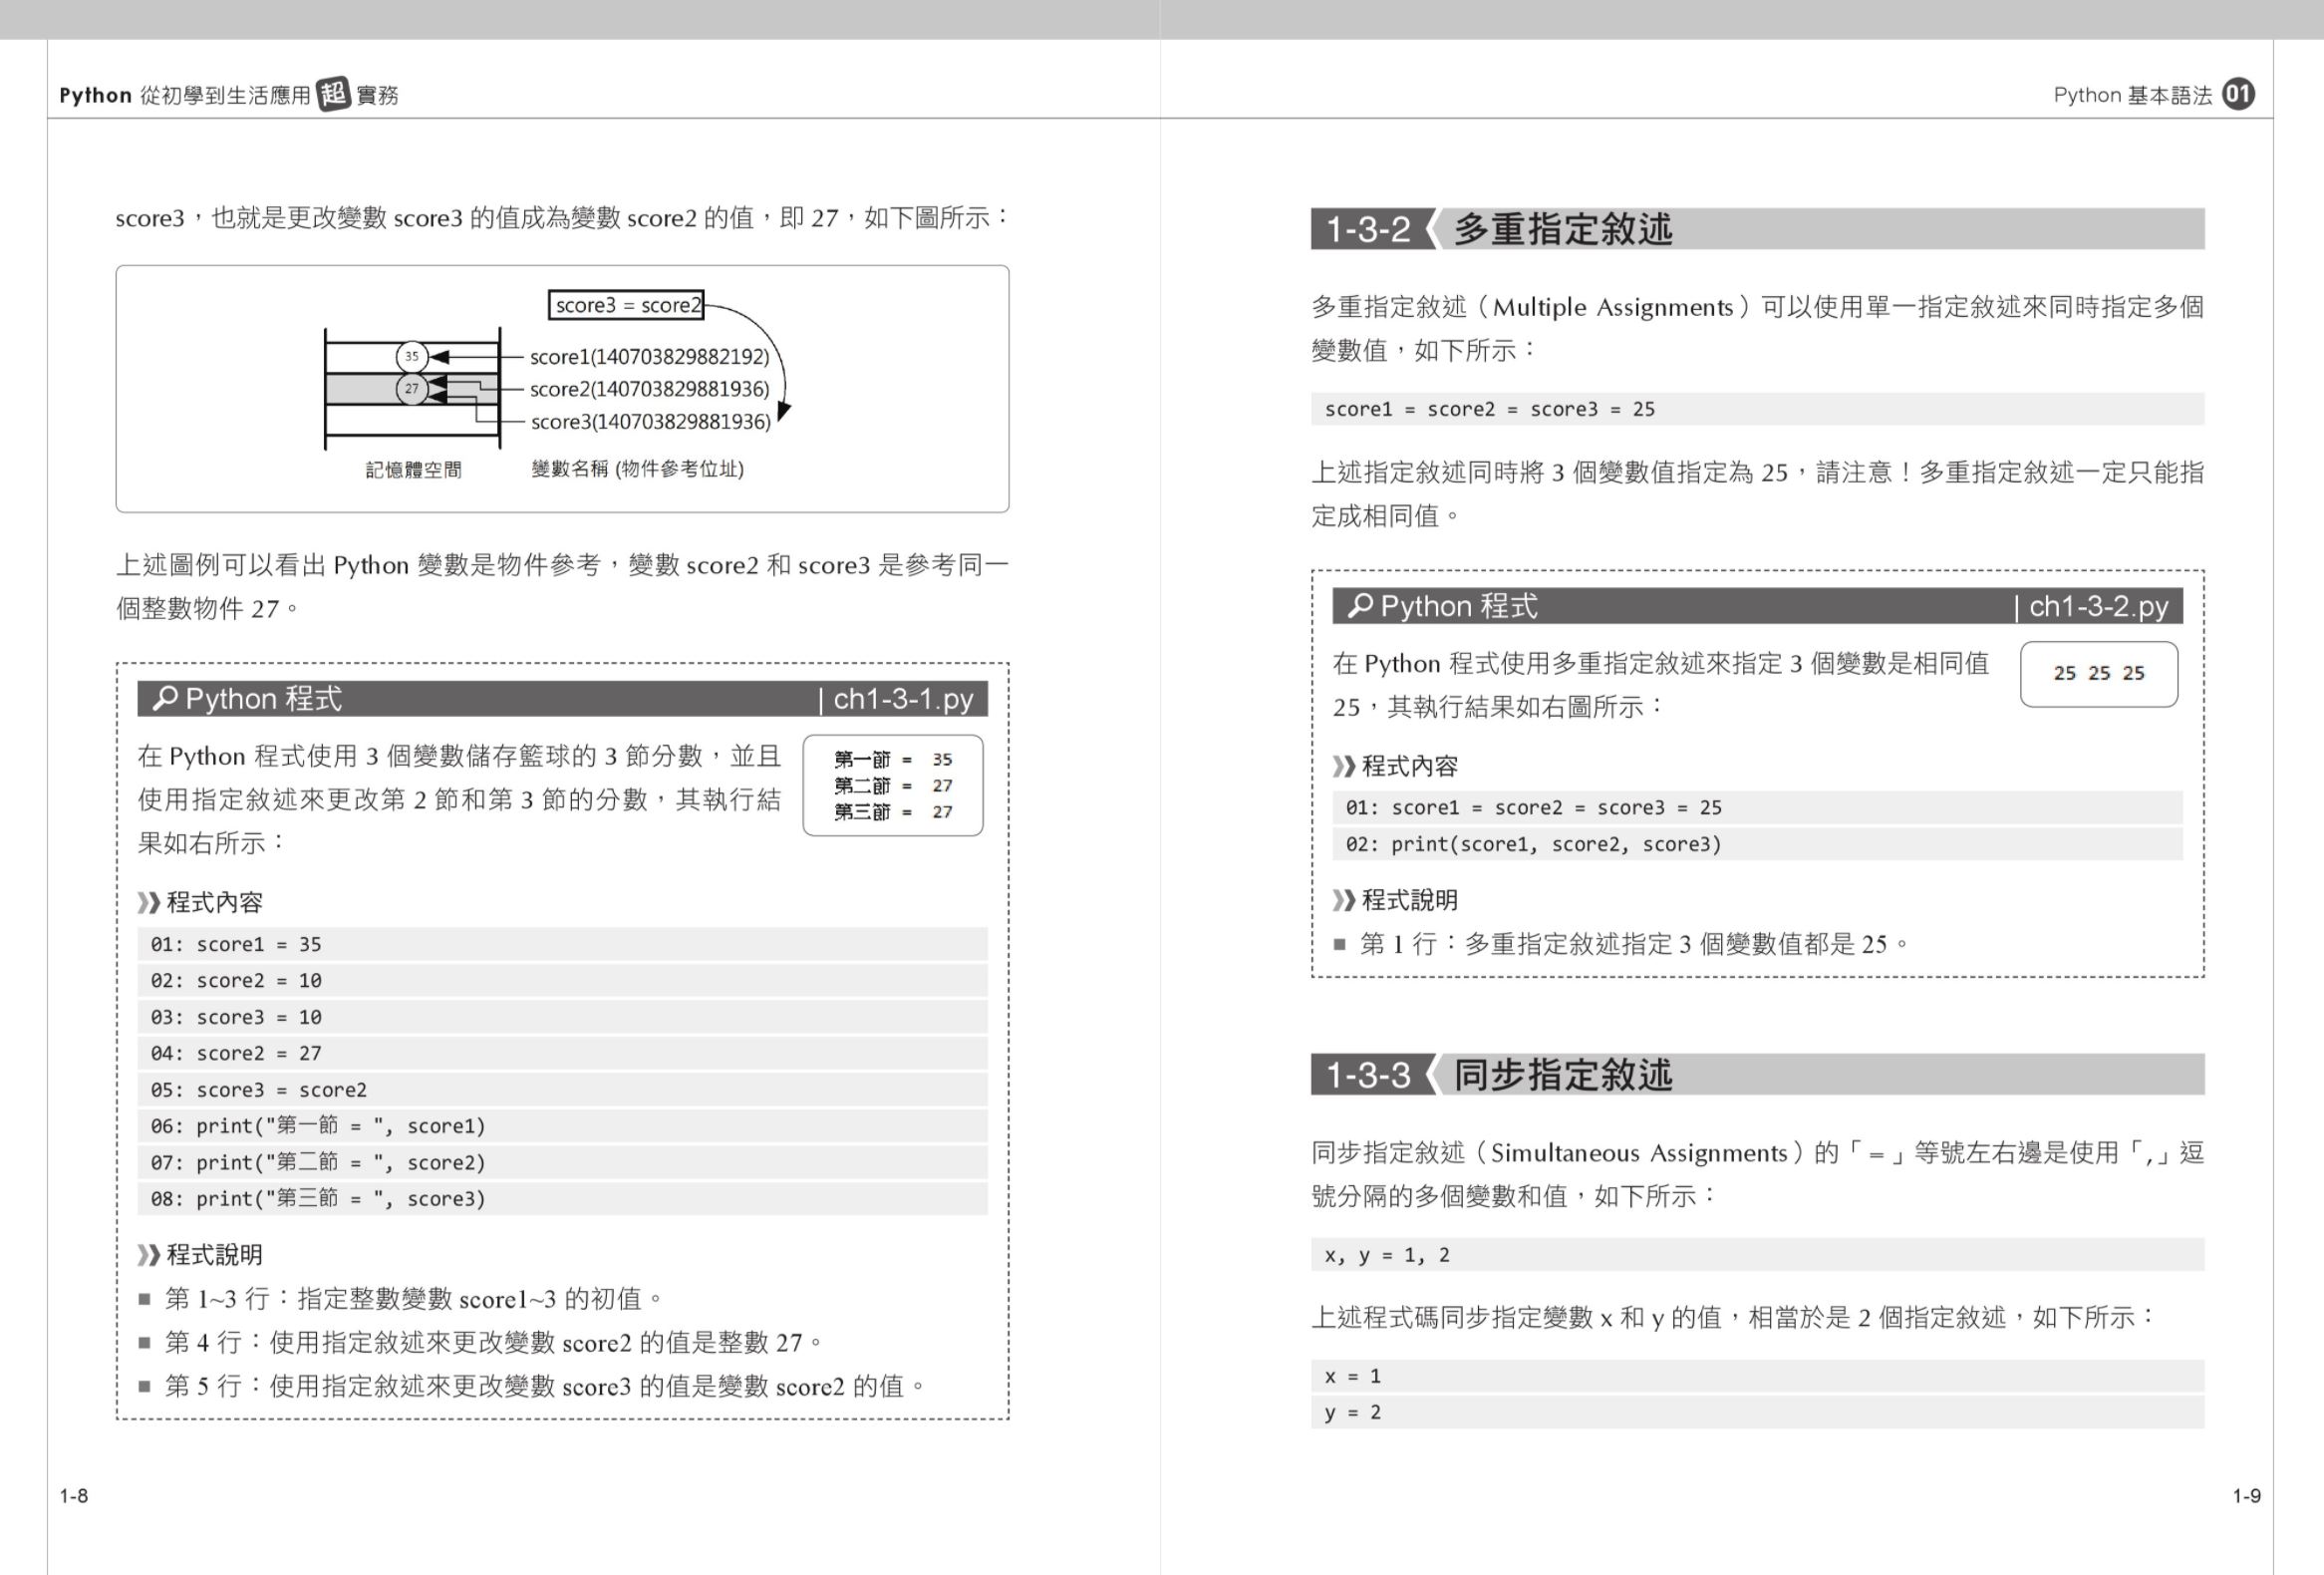 Python 從初學到生活應用 超 實務
score3，也就是更改變數 score3 的值成為變數 score2 的值，即 27，如下圖所示：
score3 = score2
35
score1(140703829882192)
27
score2(140703829881936)
score3(140703829881936)
記憶體空間
變數名稱 (物件參考位址)
上述圖例可以看出 Python 變數是物件參考，變數 score2 和 score3 是參考同一
個整數物件 27。
Python 程式 | ch1-3-1.py
在 Python 程式使用 3 個變數儲存籃球的 3 節分數，並且
使用指定敘述來更改第 2 節和第 3 節的分數，其執行結
果如右所示：
第一節 = 35
第二節 = 27
第三節 = 27
程式內容
01: score1 = 35
02: score2 = 10
03: score3 = 10
04: score2 = 27
05: score3 = score2
06: print("第一節 = ", score1)
07: print("第二節 = ", score2)
08: print("第三節 = ", score3)
程式說明
■ 第 1~3 行：指定整數變數 score1~3 的初值。
■ 第 4 行：使用指定敘述來更改變數 score2 的值是整數 27。
■ 第 5 行：使用指定敘述來更改變數 score3 的值是變數 score2 的值。
1-8
Python 基本語法 01
1-3-2 多重指定敘述
多重指定敘述（Multiple Assignments）可以使用單一指定敘述來同時指定多個
變數值，如下所示：
score1 = score2 = score3 = 25
上述指定敘述同時將 3 個變數值指定為 25，請注意！多重指定敘述一定只能指
定成相同值。
Python 程式 | ch1-3-2.py
在 Python 程式使用多重指定敘述來指定 3 個變數是相同值
25，其執行結果如右圖所示：
25 25 25
程式內容
01: score1 = score2 = score3 = 25
02: print(score1, score2, score3)
程式說明
■ 第 1 行：多重指定敘述指定 3 個變數值都是 25。
1-3-3 同步指定敘述
同步指定敘述（Simultaneous Assignments）的「=」等號左右邊是使用「,」逗
號分隔的多個變數和值，如下所示：
x, y = 1, 2
上述程式碼同步指定變數 x 和 y 的值，相當於是 2 個指定敘述，如下所示：
x = 1
y = 2
1-9